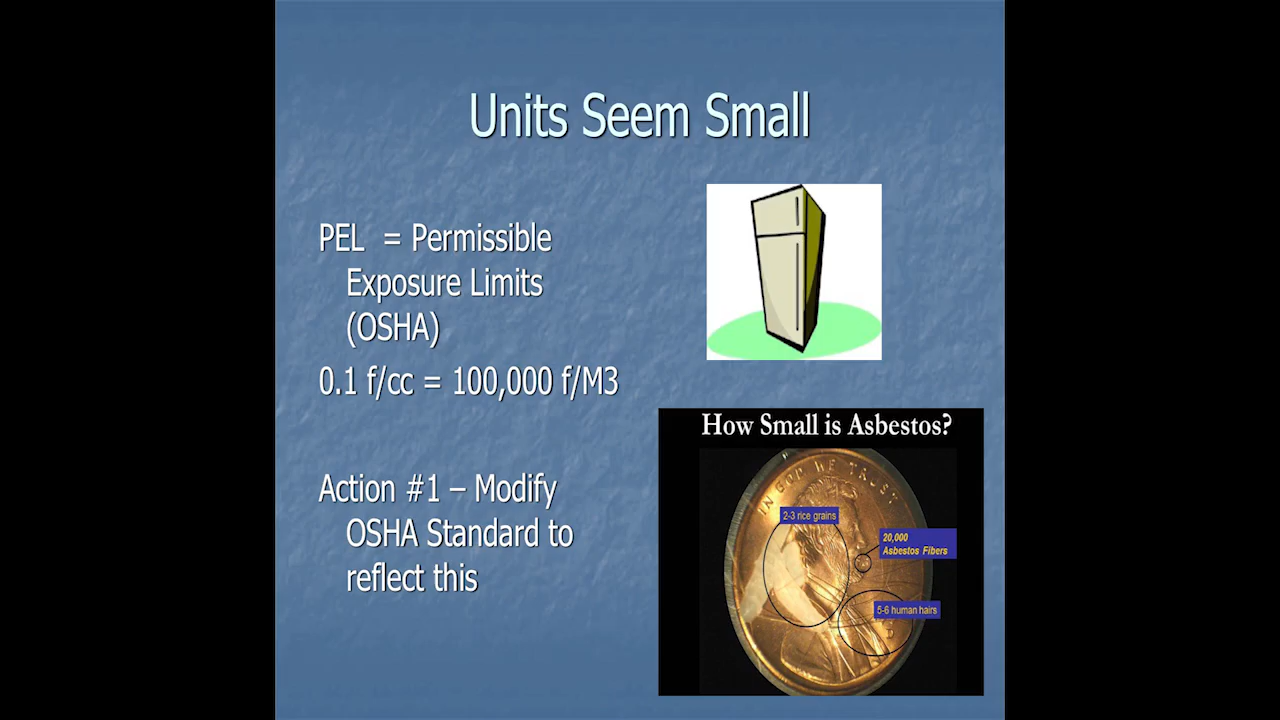 Units Seem Small
PEL = Permissible
Exposure Limits
(OSHA)
0.1 f/cc = 100,000 f/M3
Action #1 – Modify
OSHA Standard to
reflect this
How Small is Asbestos?
IN GOD WE TRUST
2-3 rice grains
20,000
Asbestos Fibers
5-6 human hairs
D